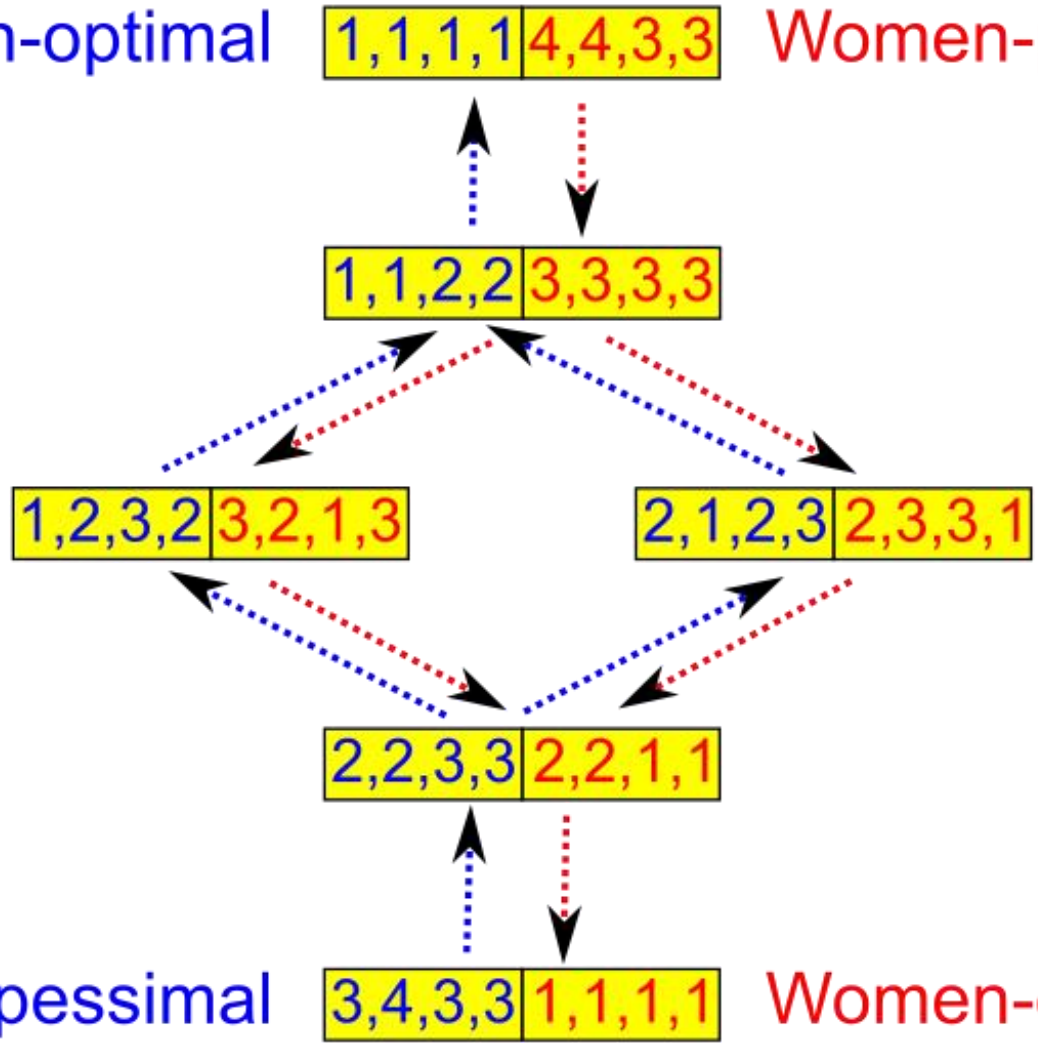 n-optimal 1,1,1,1 4,4,3,3 Women-
1,1,2,2 3,3,3,3
1,2,3,2 3,2,1,3 2,1,2,3 2,3,3,1
2,2,3,3 2,2,1,1
pessimal 3,4,3,3 1,1,1,1 Women-